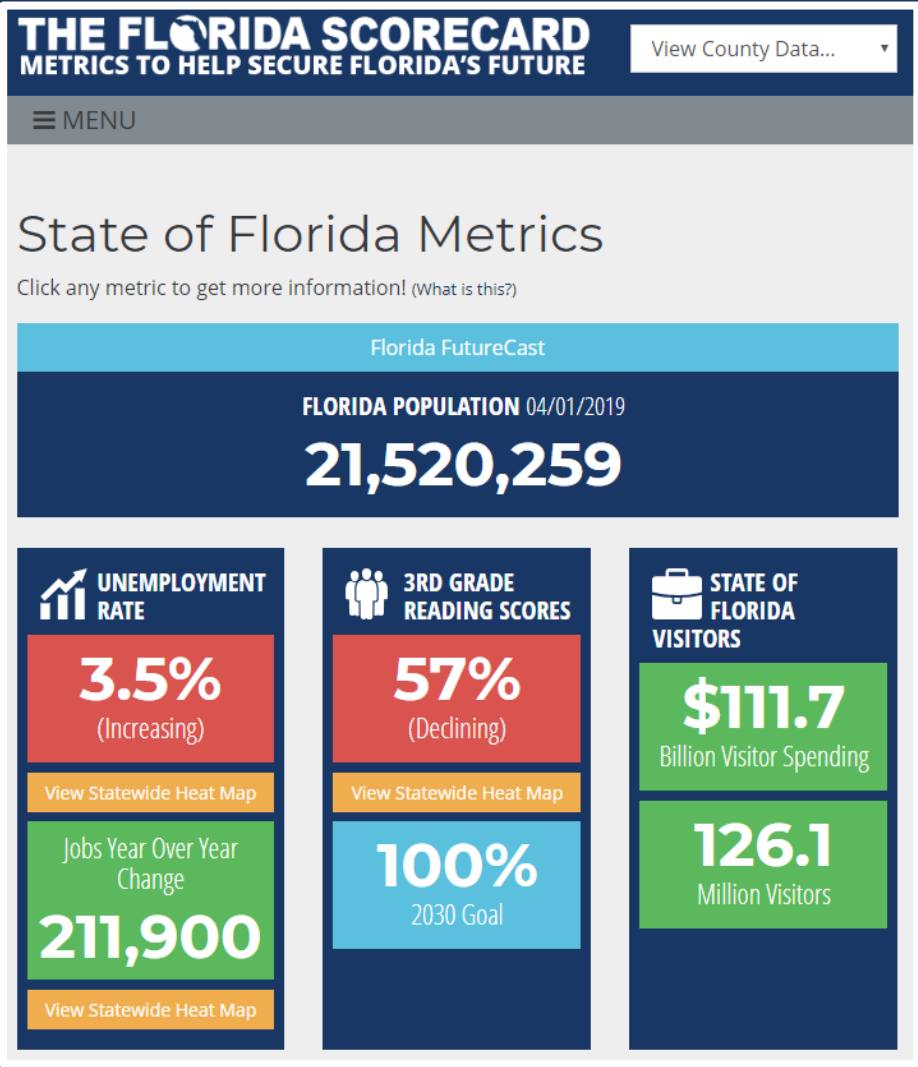 THE FLORIDA SCORECARD
METRICS TO HELP SECURE FLORIDA'S FUTURE
View County Data...
MENU
State of Florida Metrics
Click any metric to get more information! (What is this?)
Florida FutureCast
FLORIDA POPULATION 04/01/2019
21,520,259
UNEMPLOYMENT
RATE
3.5%
(Increasing)
View Statewide Heat Map
Jobs Year Over Year
Change
211,900
View Statewide Heat Map
3RD GRADE
READING SCORES
57%
(Declining)
View Statewide Heat Map
100%
2030 Goal
STATE OF
FLORIDA
VISITORS
$111.7
Billion Visitor Spending
126.1
Million Visitors